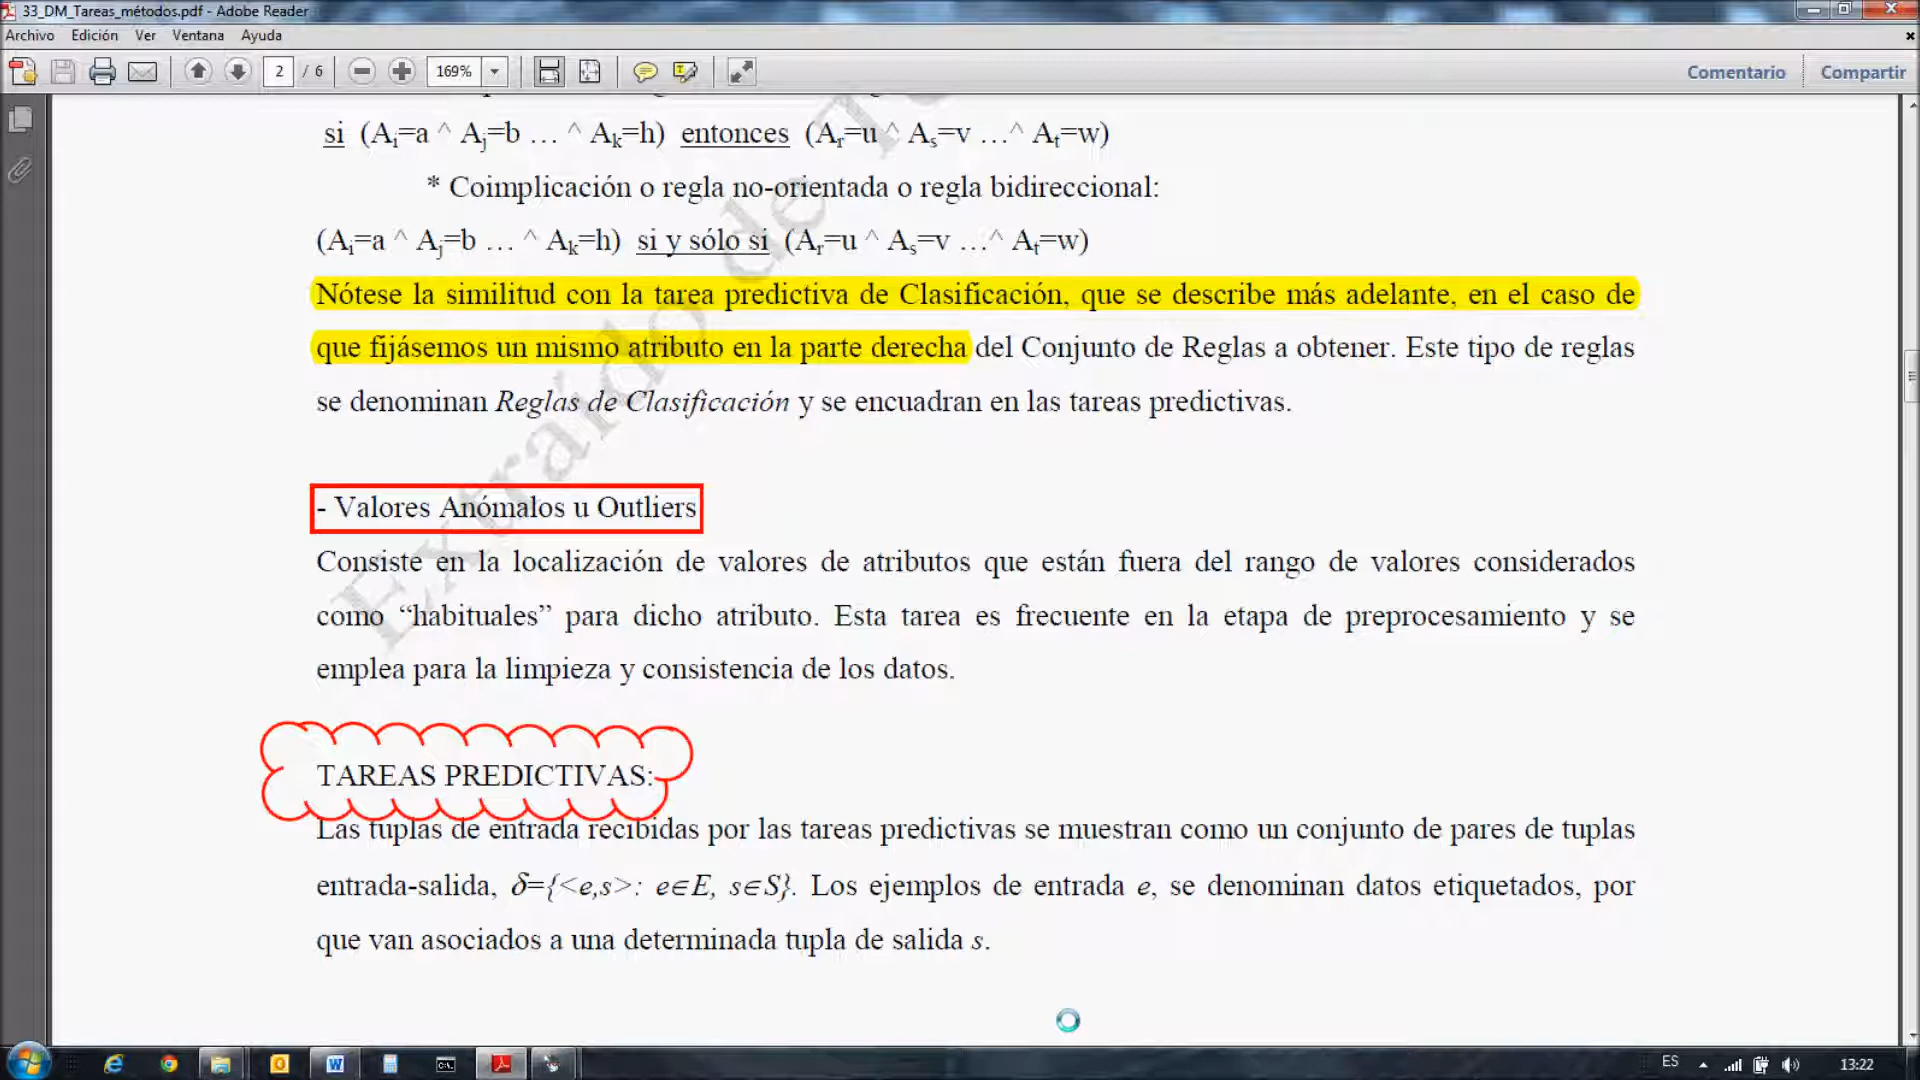 33_DM_Tareas_métodos.pdf - Adobe Reader
Archivo Edición Ver Ventana Ayuda
2 / 6 169% Comentario Compartir
si (Ai=a ^ Aj=b … ^ Ak=h) entonces (Ar=u ^ As=v …^ At=w)
* Coimplicación o regla no-orientada o regla bidireccional:
(Ai=a ^ Aj=b … ^ Ak=h) si y sólo si (Ar=u ^ As=v …^ At=w)
Nótese la similitud con la tarea predictiva de Clasificación, que se describe más adelante, en el caso de
que fijásemos un mismo atributo en la parte derecha del Conjunto de Reglas a obtener. Este tipo de reglas
se denominan Reglas de Clasificación y se encuadran en las tareas predictivas.
- Valores Anómalos u Outliers
Consiste en la localización de valores de atributos que están fuera del rango de valores considerados
como “habituales” para dicho atributo. Esta tarea es frecuente en la etapa de preprocesamiento y se
emplea para la limpieza y consistencia de los datos.
TAREAS PREDICTIVAS:
Las tuplas de entrada recibidas por las tareas predictivas se muestran como un conjunto de pares de tuplas
entrada-salida, δ={<e,s>: e∈E, s∈S}. Los ejemplos de entrada e, se denominan datos etiquetados, por
que van asociados a una determinada tupla de salida s.
Extraído de
ES 13:22